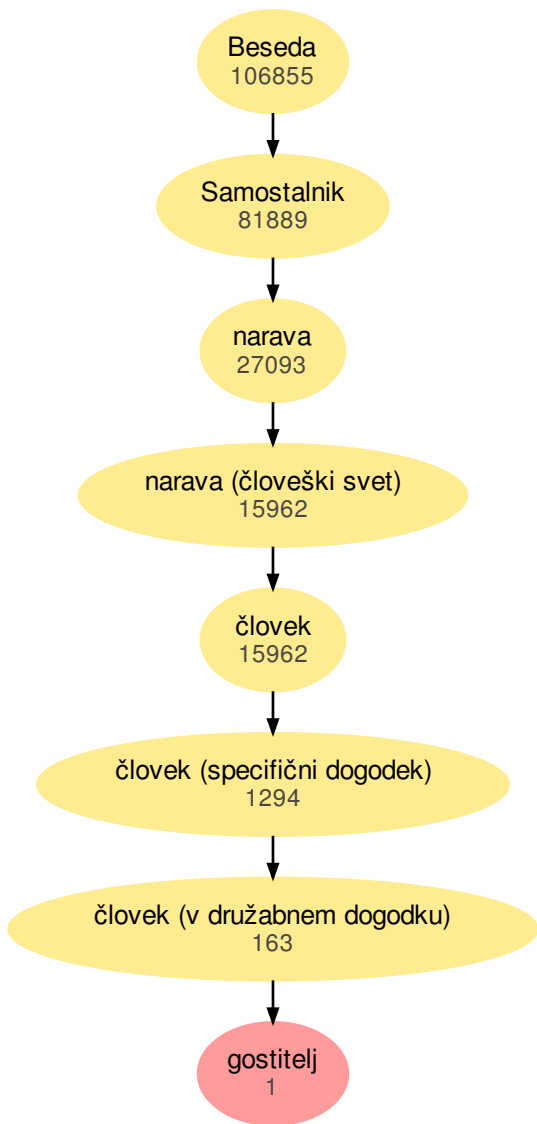 Beseda
106855
Samostalnik
81889
narava
27093
narava (človeški svet)
15962
človek
15962
človek (specifični dogodek)
1294
človek (v družabnem dogodku)
163
gostitelj
1